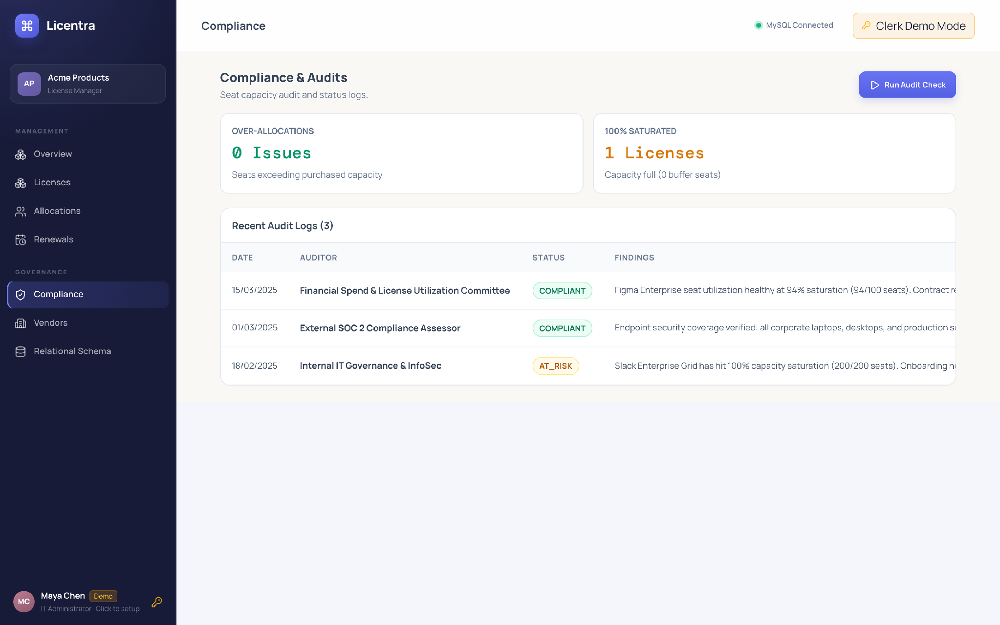 Licentra
AP
Acme Products
License Manager
MANAGEMENT
Overview
Licenses
Allocations
Renewals
GOVERNANCE
Compliance
Vendors
Relational Schema
MC
Maya Chen Demo
IT Administrator · Click to setup
Compliance
MySQL Connected
Clerk Demo Mode
Compliance & Audits
Seat capacity audit and status logs.
Run Audit Check
OVER-ALLOCATIONS
0 Issues
Seats exceeding purchased capacity
100% SATURATED
1 Licenses
Capacity full (0 buffer seats)
Recent Audit Logs (3)
DATE AUDITOR STATUS FINDINGS
15/03/2025 Financial Spend & License Utilization Committee COMPLIANT Figma Enterprise seat utilization healthy at 94% saturation (94/100 seats). Contract
01/03/2025 External SOC 2 Compliance Assessor COMPLIANT Endpoint security coverage verified: all corporate laptops, desktops, and production
18/02/2025 Internal IT Governance & InfoSec AT_RISK Slack Enterprise Grid has hit 100% capacity saturation (200/200 seats). Onboarding